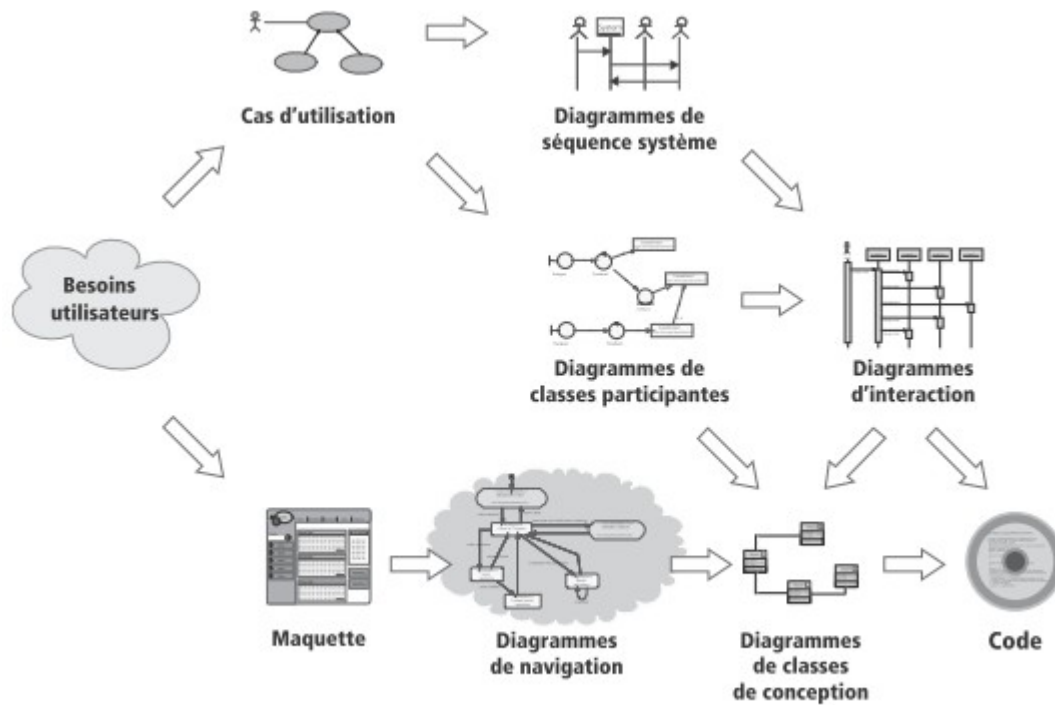 Cas d'utilisation
Diagrammes de
séquence système
Besoins
utilisateurs
Diagrammes de
classes participantes
Diagrammes
d'interaction
Maquette
Diagrammes
de navigation
Diagrammes
de classes
de conception
Code